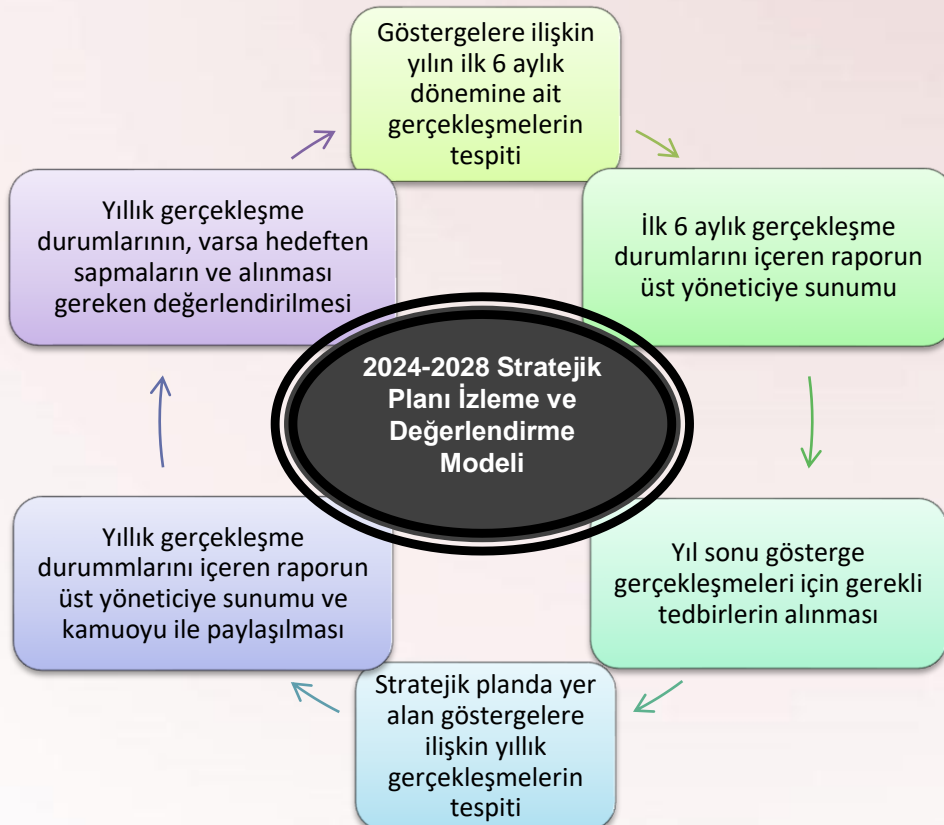 Göstergelere ilişkin
yılın ilk 6 aylık
dönemine ait
gerçekleşmelerin
tespiti
İlk 6 aylık gerçekleşme
durumlarını içeren raporun
üst yöneticiye sunumu
Yıl sonu gösterge
gerçekleşmeleri için gerekli
tedbirlerin alınması
Stratejik planda yer
alan göstergelere
ilişkin yıllık
gerçekleşmelerin
tespiti
Yıllık gerçekleşme
durummlarını içeren raporun
üst yöneticiye sunumu ve
kamuoyu ile paylaşılması
Yıllık gerçekleşme
durumlarının, varsa hedeften
sapmaların ve alınması
gereken değerlendirilmesi
2024-2028 Stratejik
Planı İzleme ve
Değerlendirme
Modeli